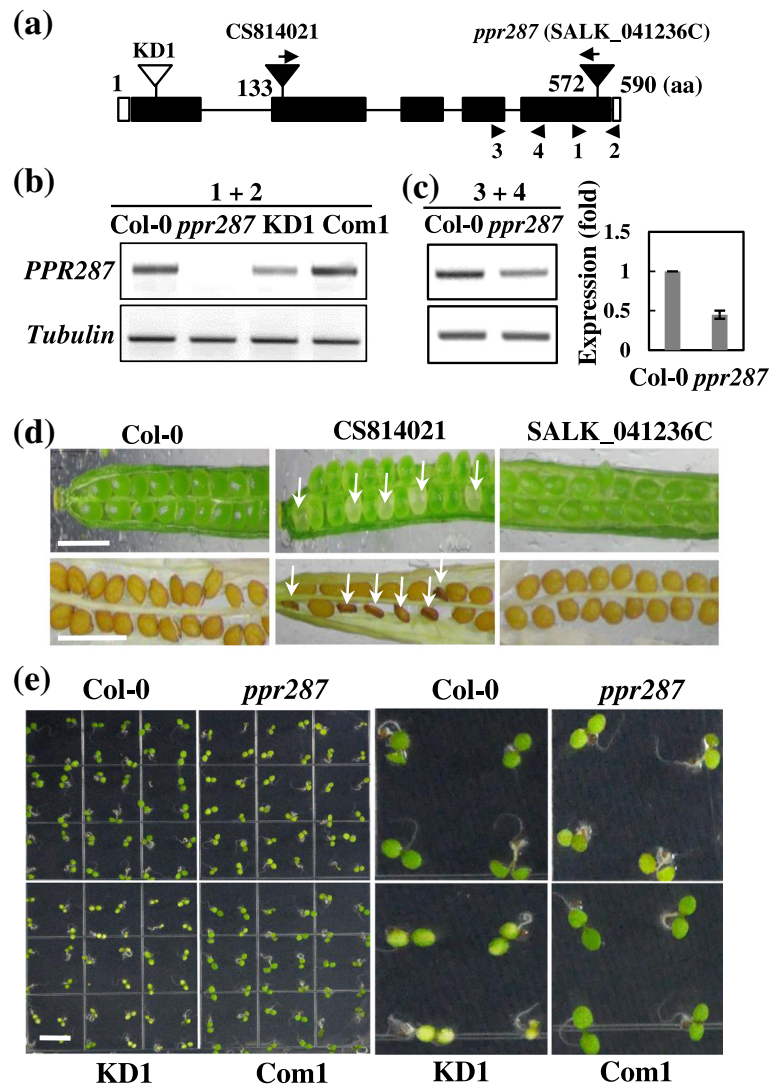 (a)
CS814021
ppr287 (SALK_041236C)
KD1
1
133
572
590 (aa)
3
4
1
2
(b)
1 + 2
Col-0 ppr287 KD1 Com1
PPR287
Tubulin
(c)
3 + 4
Col-0 ppr287
Expression (fold)
1.5
1
0.5
0
Col-0 ppr287
(d)
Col-0
CS814021
SALK_041236C
(e)
Col-0
ppr287
Col-0
ppr287
KD1
Com1
KD1
Com1